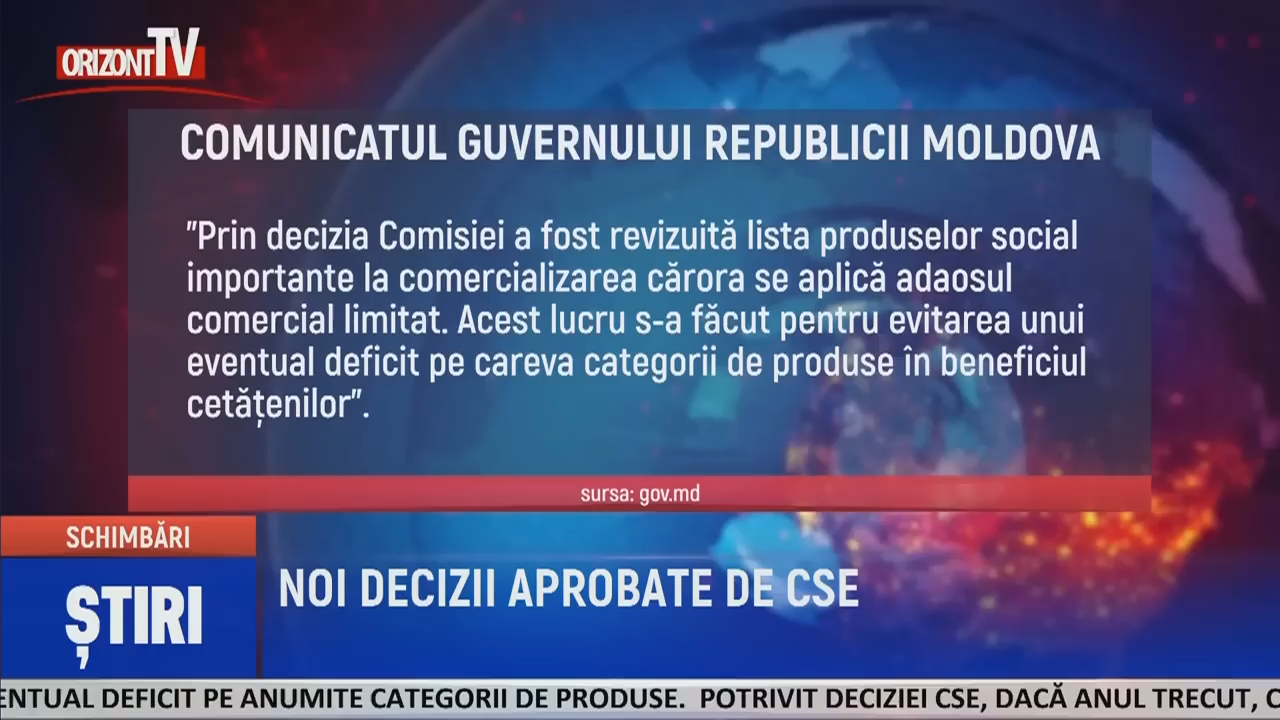 ORIZONTTV
COMUNICATUL GUVERNULUI REPUBLICII MOLDOVA
"Prin decizia Comisiei a fost revizuită lista produselor social
importante la comercializarea cărora se aplică adaosul
comercial limitat. Acest lucru s-a făcut pentru evitarea unui
eventual deficit pe careva categorii de produse în beneficiul
cetățenilor".
sursa: gov.md
SCHIMBĂRI
ȘTIRI
NOI DECIZII APROBATE DE CSE
ENTUAL DEFICIT PE ANUMITE CATEGORII DE PRODUSE. POTRIVIT DECIZIEI CSE, DACĂ ANUL TRECUT, C